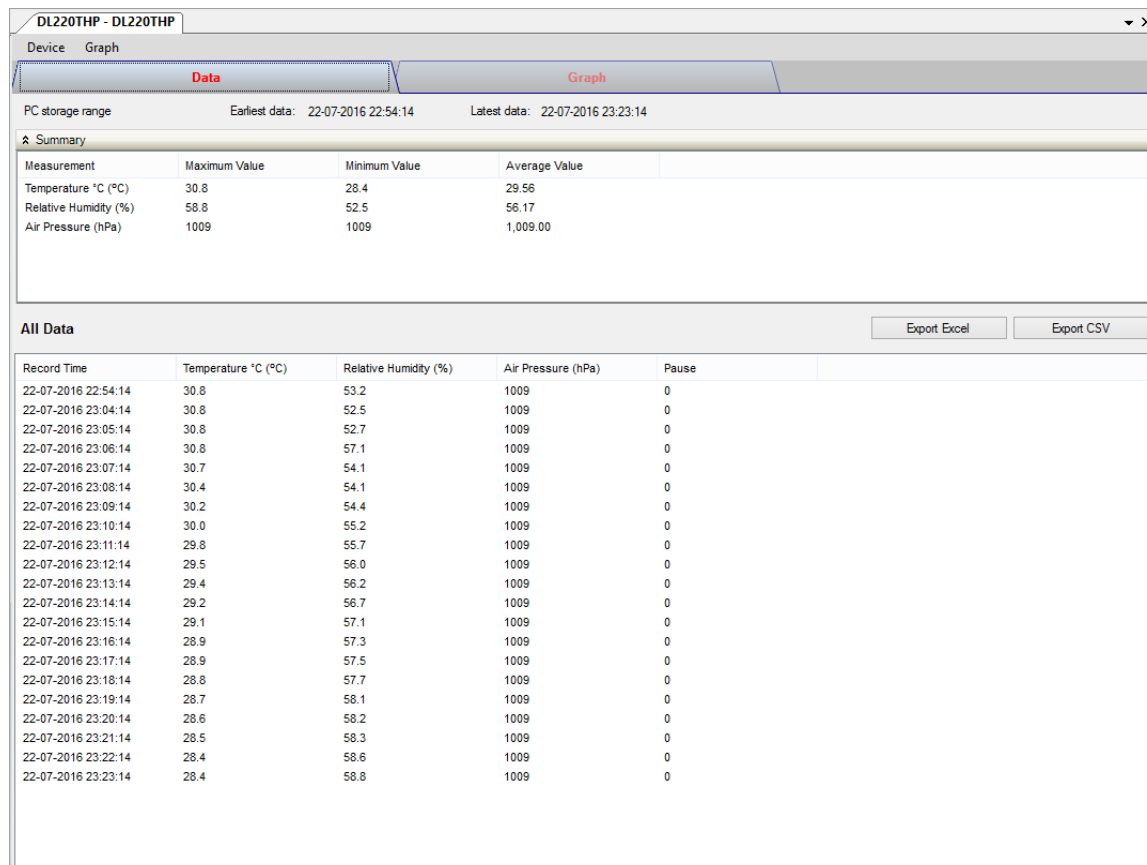 DL220THP - DL220THP
Device Graph
Data Graph
PC storage range Earliest data: 22-07-2016 22:54:14 Latest data: 22-07-2016 23:23:14
Summary
Measurement Maximum Value Minimum Value Average Value
Temperature °C (ºC) 30.8 28.4 29.56
Relative Humidity (%) 58.8 52.5 56.17
Air Pressure (hPa) 1009 1009 1,009.00
All Data Export Excel Export CSV
Record Time Temperature °C (ºC) Relative Humidity (%) Air Pressure (hPa) Pause
22-07-2016 22:54:14 30.8 53.2 1009 0
22-07-2016 23:04:14 30.8 52.5 1009 0
22-07-2016 23:05:14 30.8 52.7 1009 0
22-07-2016 23:06:14 30.8 57.1 1009 0
22-07-2016 23:07:14 30.7 54.1 1009 0
22-07-2016 23:08:14 30.4 54.1 1009 0
22-07-2016 23:09:14 30.2 54.4 1009 0
22-07-2016 23:10:14 30.0 55.2 1009 0
22-07-2016 23:11:14 29.8 55.7 1009 0
22-07-2016 23:12:14 29.5 56.0 1009 0
22-07-2016 23:13:14 29.4 56.2 1009 0
22-07-2016 23:14:14 29.2 56.7 1009 0
22-07-2016 23:15:14 29.1 57.1 1009 0
22-07-2016 23:16:14 28.9 57.3 1009 0
22-07-2016 23:17:14 28.9 57.5 1009 0
22-07-2016 23:18:14 28.8 57.7 1009 0
22-07-2016 23:19:14 28.7 58.1 1009 0
22-07-2016 23:20:14 28.6 58.2 1009 0
22-07-2016 23:21:14 28.5 58.3 1009 0
22-07-2016 23:22:14 28.4 58.6 1009 0
22-07-2016 23:23:14 28.4 58.8 1009 0